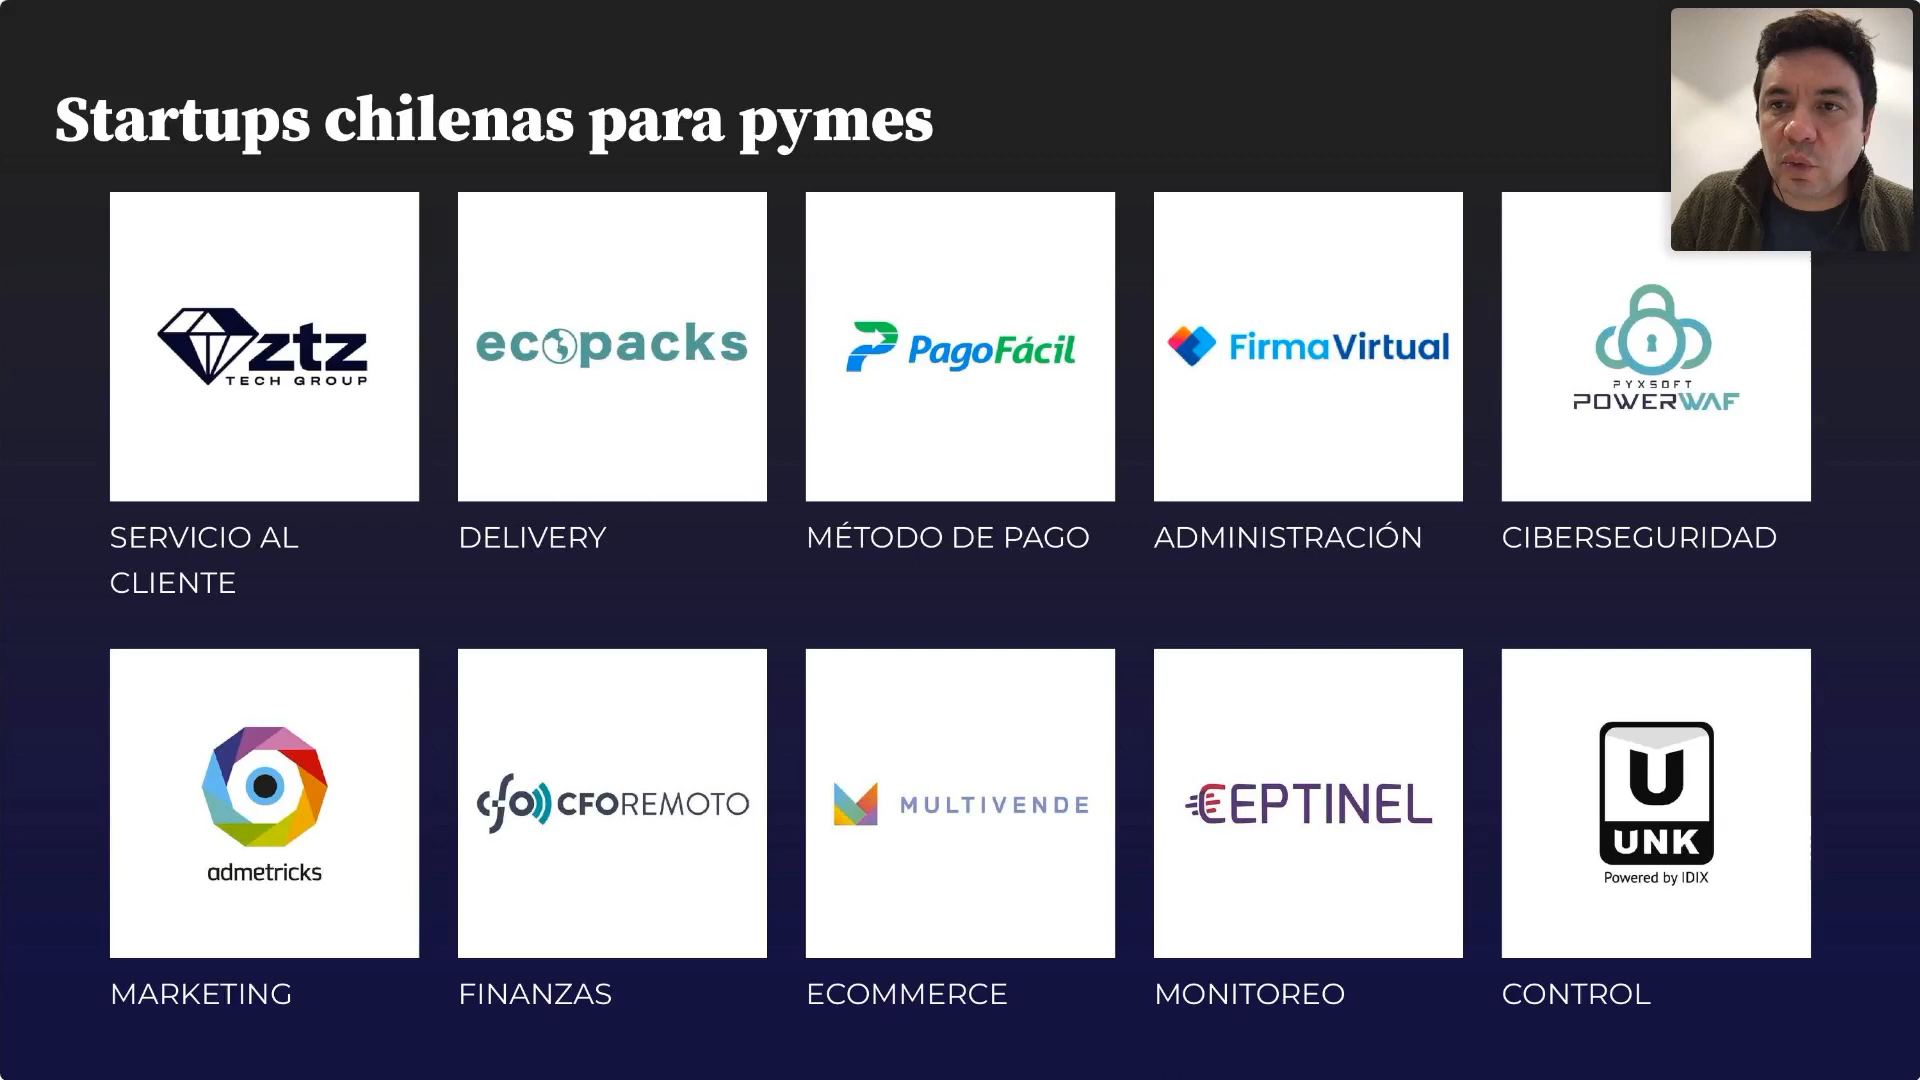 Startups chilenas para pymes
ztz
TECH GROUP
ecopacks
PagoFácil
FirmaVirtual
PYXSOFT
POWERWAF
SERVICIO AL
CLIENTE
DELIVERY
MÉTODO DE PAGO
ADMINISTRACIÓN
CIBERSEGURIDAD
admetricks
cfo CFOREMOTO
MULTIVENDE
CEPTINEL
U
UNK
Powered by IDIX
MARKETING
FINANZAS
ECOMMERCE
MONITOREO
CONTROL